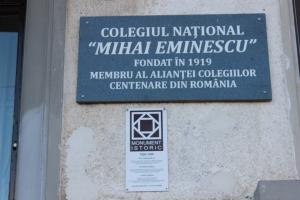 COLEGIUL NAȚIONAL
“MIHAI EMINESCU”
FONDAT ÎN 1919
MEMBRU AL ALIANȚEI COLEGIILOR
CENTENARE DIN ROMÂNIA
MONUMENT
ISTORIC